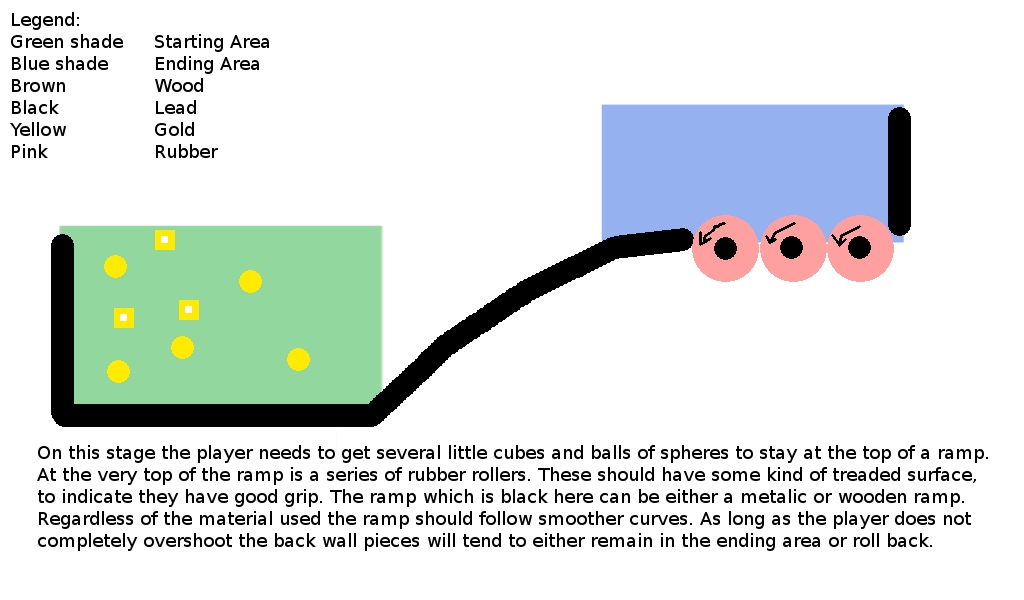 Legend:
Green shade Starting Area
Blue shade Ending Area
Brown Wood
Black Lead
Yellow Gold
Pink Rubber
On this stage the player needs to get several little cubes and balls of spheres to stay at the top of a ramp.
At the very top of the ramp is a series of rubber rollers. These should have some kind of treaded surface,
to indicate they have good grip. The ramp which is black here can be either a metalic or wooden ramp.
Regardless of the material used the ramp should follow smoother curves. As long as the player does not
completely overshoot the back wall pieces will tend to either remain in the ending area or roll back.